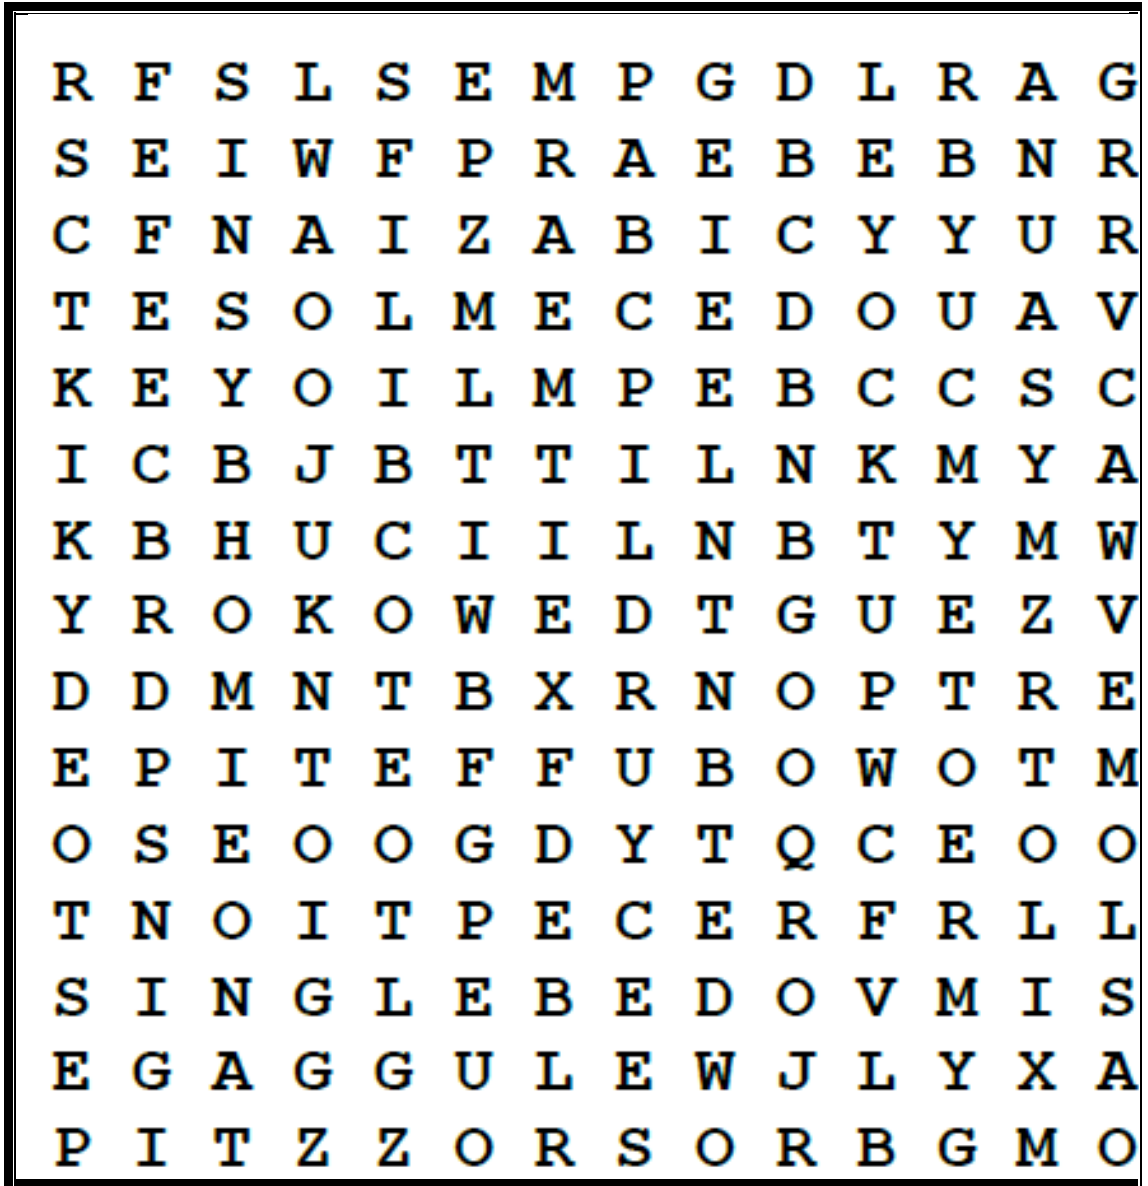 R F S L S E M P G D L R A G
S E I W F P R A E B E B N R
C F N A I Z A B I C Y Y U R
T E S O L M E C E D O U A V
K E Y O I L M P E B C C S C
I C B J B T T I L N K M Y A
K B H U C I I L N B T Y M W
Y R O K O W E D T G U E Z V
D D M N T B X R N O P T R E
E P I T E F F U B O W O T M
O S E O O G D Y T Q C E O O
T N O I T P E C E R F R L L
S I N G L E B E D O V M I S
E G A G G U L E W J L Y X A
P I T Z Z O R S O R B G M O